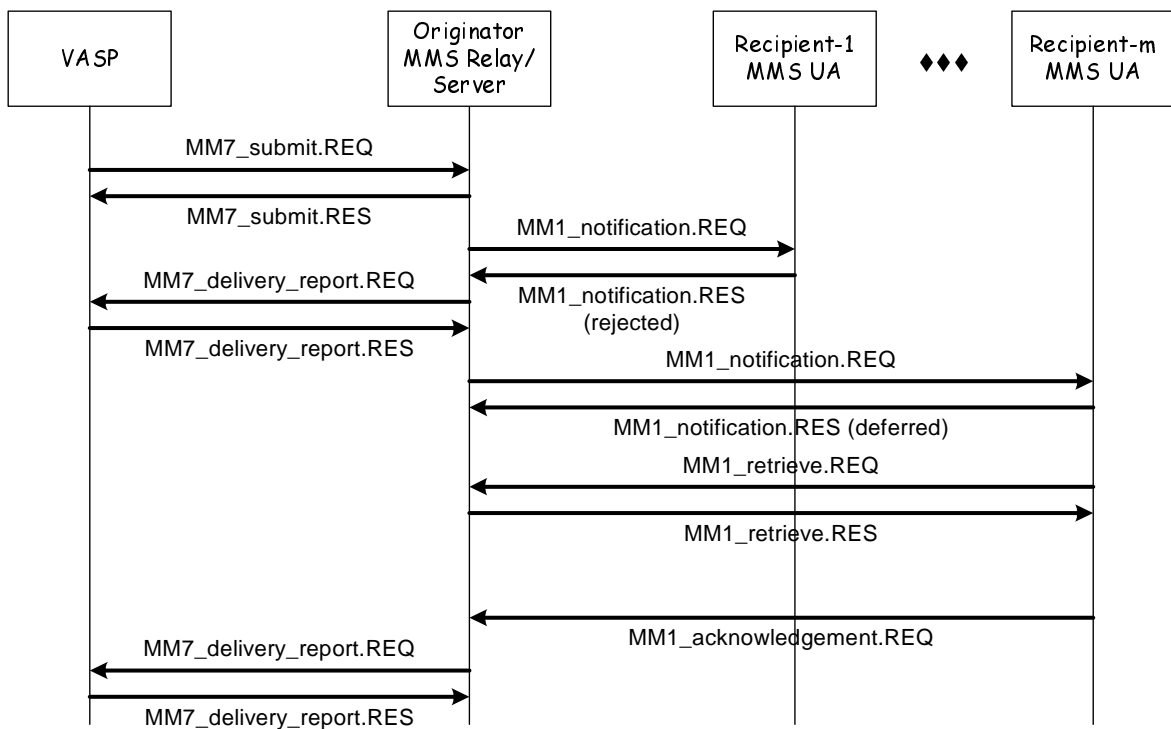 VASP
Originator
MMS Relay/
Server
Recipient-1
MMS UA
Recipient-m
MMS UA
MM7_submit.REQ
MM7_submit.RES
MM1_notification.REQ
MM7_delivery_report.REQ
MM1_notification.RES
(rejected)
MM7_delivery_report.RES
MM1_notification.REQ
MM1_notification.RES (deferred)
MM1_retrieve.REQ
MM1_retrieve.RES
MM1_acknowledgement.REQ
MM7_delivery_report.REQ
MM7_delivery_report.RES